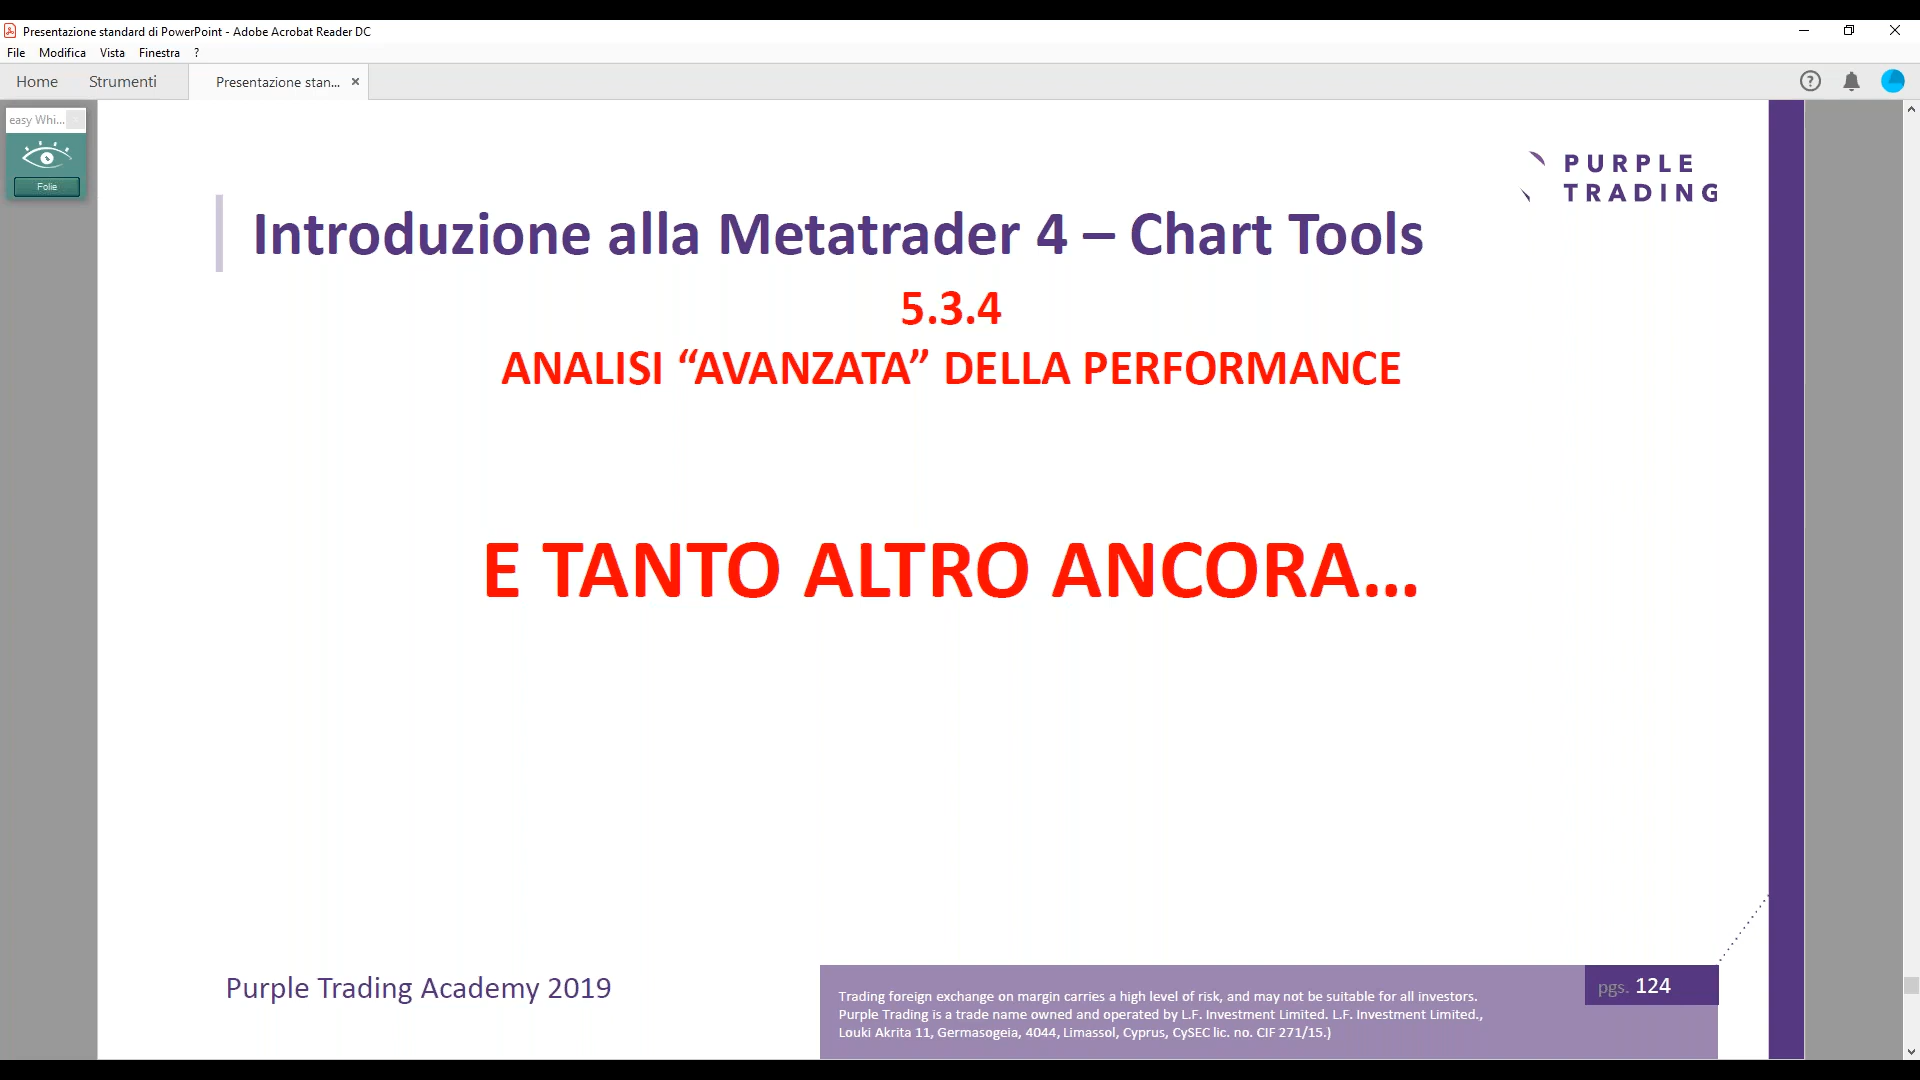 Presentazione standard di PowerPoint - Adobe Acrobat Reader DC
File Modifica Vista Finestra ?
Home Strumenti Presentazione stan... ×
easy Whi...
Folie
PURPLE
TRADING
Introduzione alla Metatrader 4 – Chart Tools
5.3.4
ANALISI “AVANZATA” DELLA PERFORMANCE
E TANTO ALTRO ANCORA…
Purple Trading Academy 2019
Trading foreign exchange on margin carries a high level of risk, and may not be suitable for all investors.
Purple Trading is a trade name owned and operated by L.F. Investment Limited. L.F. Investment Limited.,
Louki Akrita 11, Germasogeia, 4044, Limassol, Cyprus, CySEC lic. no. CIF 271/15.)
pgs. 124